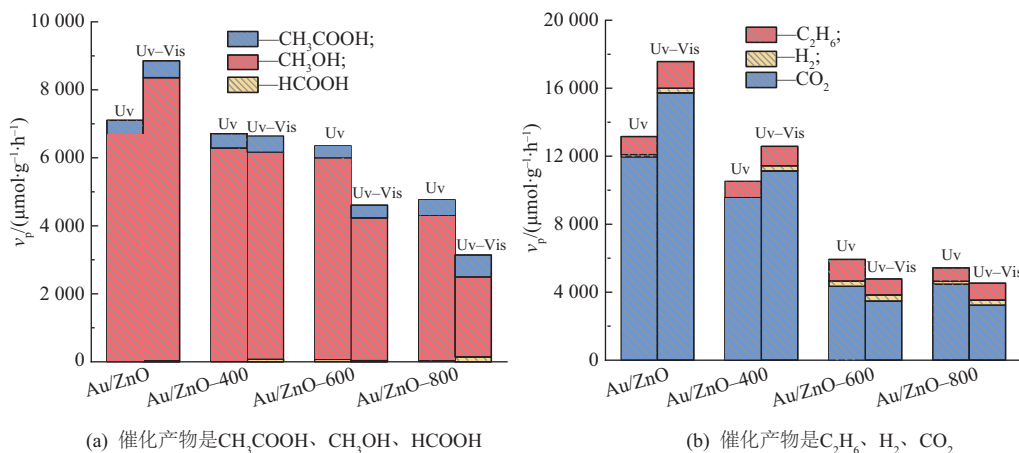 10 000
8 000
6 000
4 000
2 000
0
v_p/(μmol·g⁻¹·h⁻¹)
CH₃COOH;
CH₃OH;
HCOOH
Uv
Uv–Vis
Uv
Uv–Vis
Uv
Uv–Vis
Uv
Uv–Vis
Au/ZnO
Au/ZnO–400
Au/ZnO–600
Au/ZnO–800
(a) 催化产物是CH₃COOH、CH₃OH、HCOOH
20 000
16 000
12 000
8 000
4 000
0
v_p/(μmol·g⁻¹·h⁻¹)
C₂H₆;
H₂;
CO₂
Uv
Uv–Vis
Uv
Uv–Vis
Uv
Uv–Vis
Uv
Uv–Vis
Au/ZnO
Au/ZnO–400
Au/ZnO–600
Au/ZnO–800
(b) 催化产物是C₂H₆、H₂、CO₂